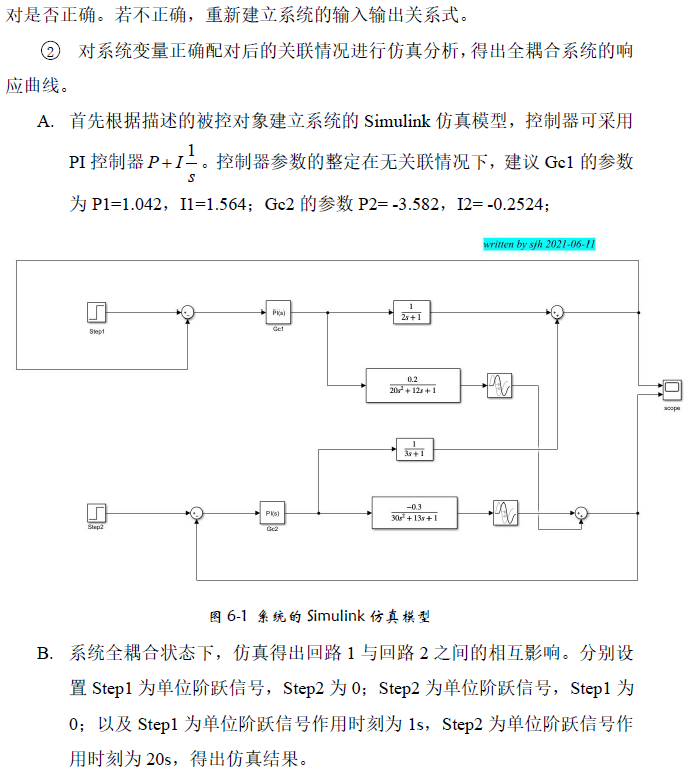 对是否正确。若不正确，重新建立系统的输入输出关系式。
② 对系统变量正确配对后的关联情况进行仿真分析，得出全耦合系统的响
应曲线。
A. 首先根据描述的被控对象建立系统的 Simulink 仿真模型，控制器可采用
PI 控制器 P+I 1/s 。控制器参数的整定在无关联情况下，建议 Gc1 的参数
为 P1=1.042，I1=1.564；Gc2 的参数 P2= -3.582，I2= -0.2524；
written by sjh 2021-06-11
Step1
PI(s)
Gc1
1
2s+1
0.2
20s²+12s+1
scope
1
3s+1
Step2
PI(s)
Gc2
-0.3
30s²+13s+1
图 6-1 系统的 Simulink 仿真模型
B. 系统全耦合状态下，仿真得出回路 1 与回路 2 之间的相互影响。分别设
置 Step1 为单位阶跃信号，Step2 为 0；Step2 为单位阶跃信号，Step1 为
0；以及 Step1 为单位阶跃信号作用时刻为 1s，Step2 为单位阶跃信号作
用时刻为 20s，得出仿真结果。